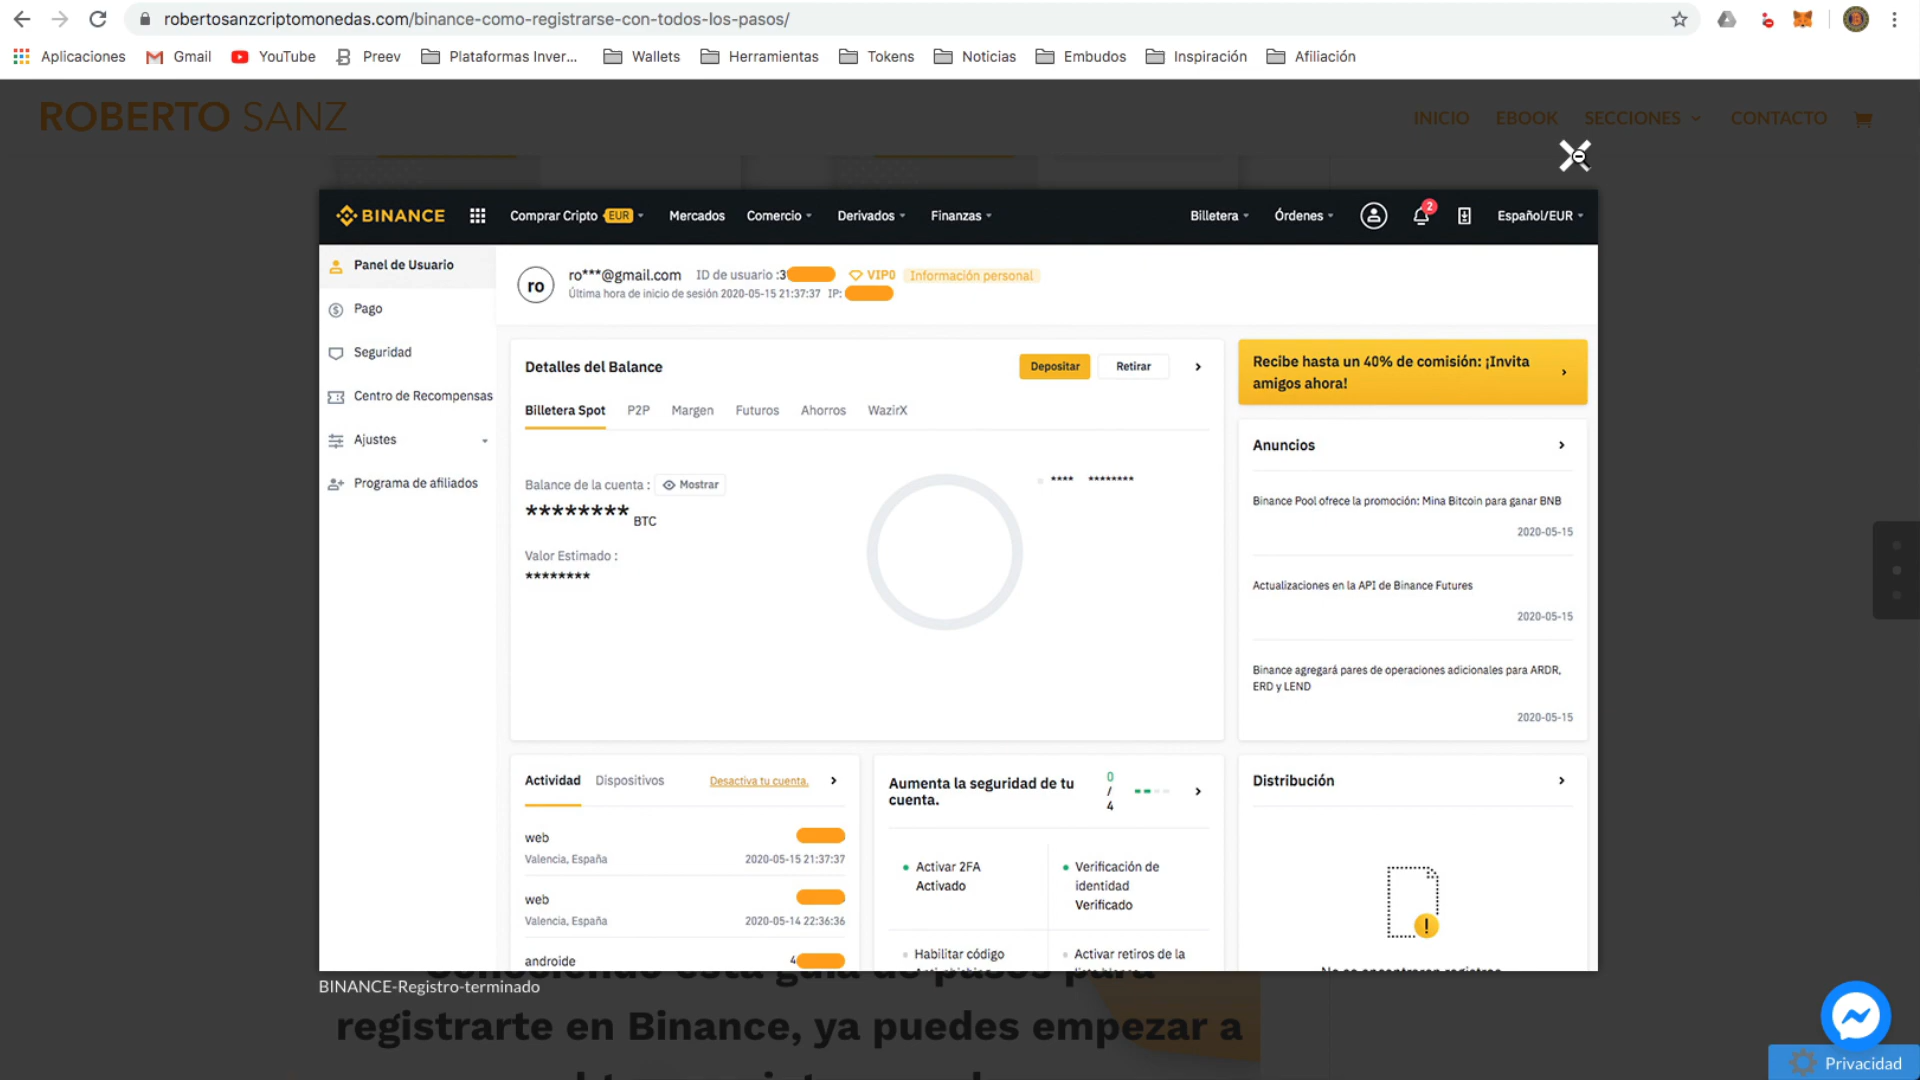 robertosanzcriptomonedas.com/binance-como-registrarse-con-todos-los-pasos/
Aplicaciones Gmail YouTube Preev Plataformas Inver... Wallets Herramientas Tokens Noticias Embudos Inspiración Afiliación
ROBERTO SANZ
INICIO EBOOK SECCIONES CONTACTO
BINANCE Comprar Cripto EUR Mercados Comercio Derivados Finanzas Billetera Órdenes 2 Español/EUR
Panel de Usuario
Pago
Seguridad
Centro de Recompensas
Ajustes
Programa de afiliados
ro
ro***@gmail.com ID de usuario :3 VIP0 Información personal
Última hora de inicio de sesión 2020-05-15 21:37:37 IP:
Detalles del Balance Depositar Retirar
Billetera Spot P2P Margen Futuros Ahorros WazirX
Balance de la cuenta : Mostrar
******** BTC
Valor Estimado :
********
**** ********
Recibe hasta un 40% de comisión: ¡Invita
amigos ahora!
Anuncios
Binance Pool ofrece la promoción: Mina Bitcoin para ganar BNB
2020-05-15
Actualizaciones en la API de Binance Futures
2020-05-15
Binance agregará pares de operaciones adicionales para ARDR,
ERD y LEND
2020-05-15
Actividad Dispositivos Desactiva tu cuenta.
web
Valencia, España 2020-05-15 21:37:37
web
Valencia, España 2020-05-14 22:36:36
androide 4
Aumenta la seguridad de tu
cuenta.
0
/
4
Activar 2FA
Activado
Verificación de
identidad
Verificado
Habilitar código
Activar retiros de la
Distribución
BINANCE-Registro-terminado
registrarte en Binance, ya puedes empezar a
Privacidad